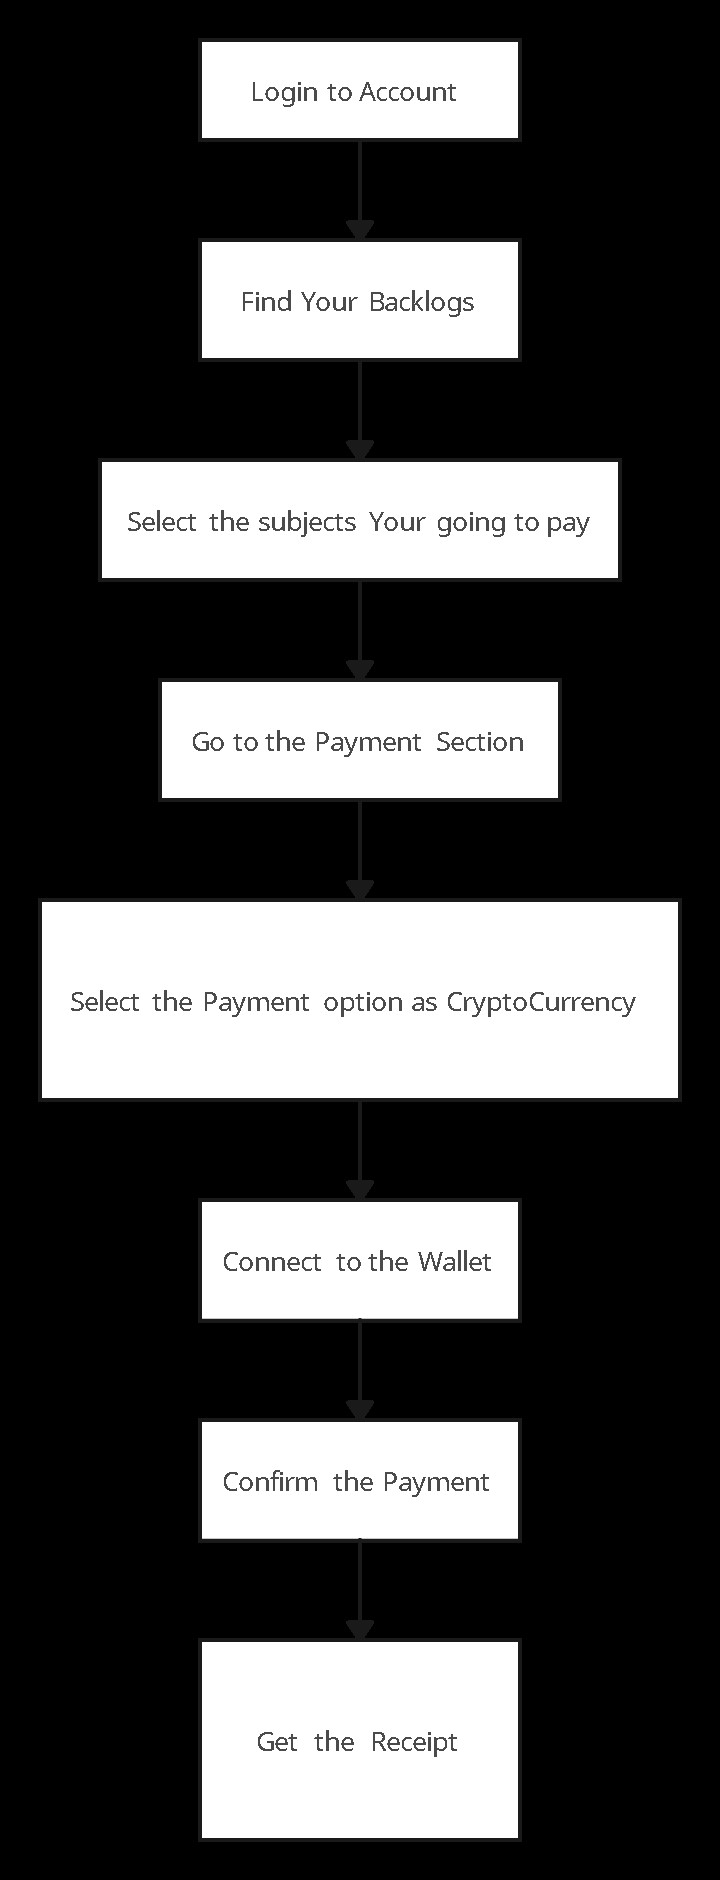 Login to Account
Find Your Backlogs
Select the subjects Your going to pay
Go to the Payment Section
Select the Payment option as CryptoCurrency
Connect to the Wallet
Confirm the Payment
Get the Receipt